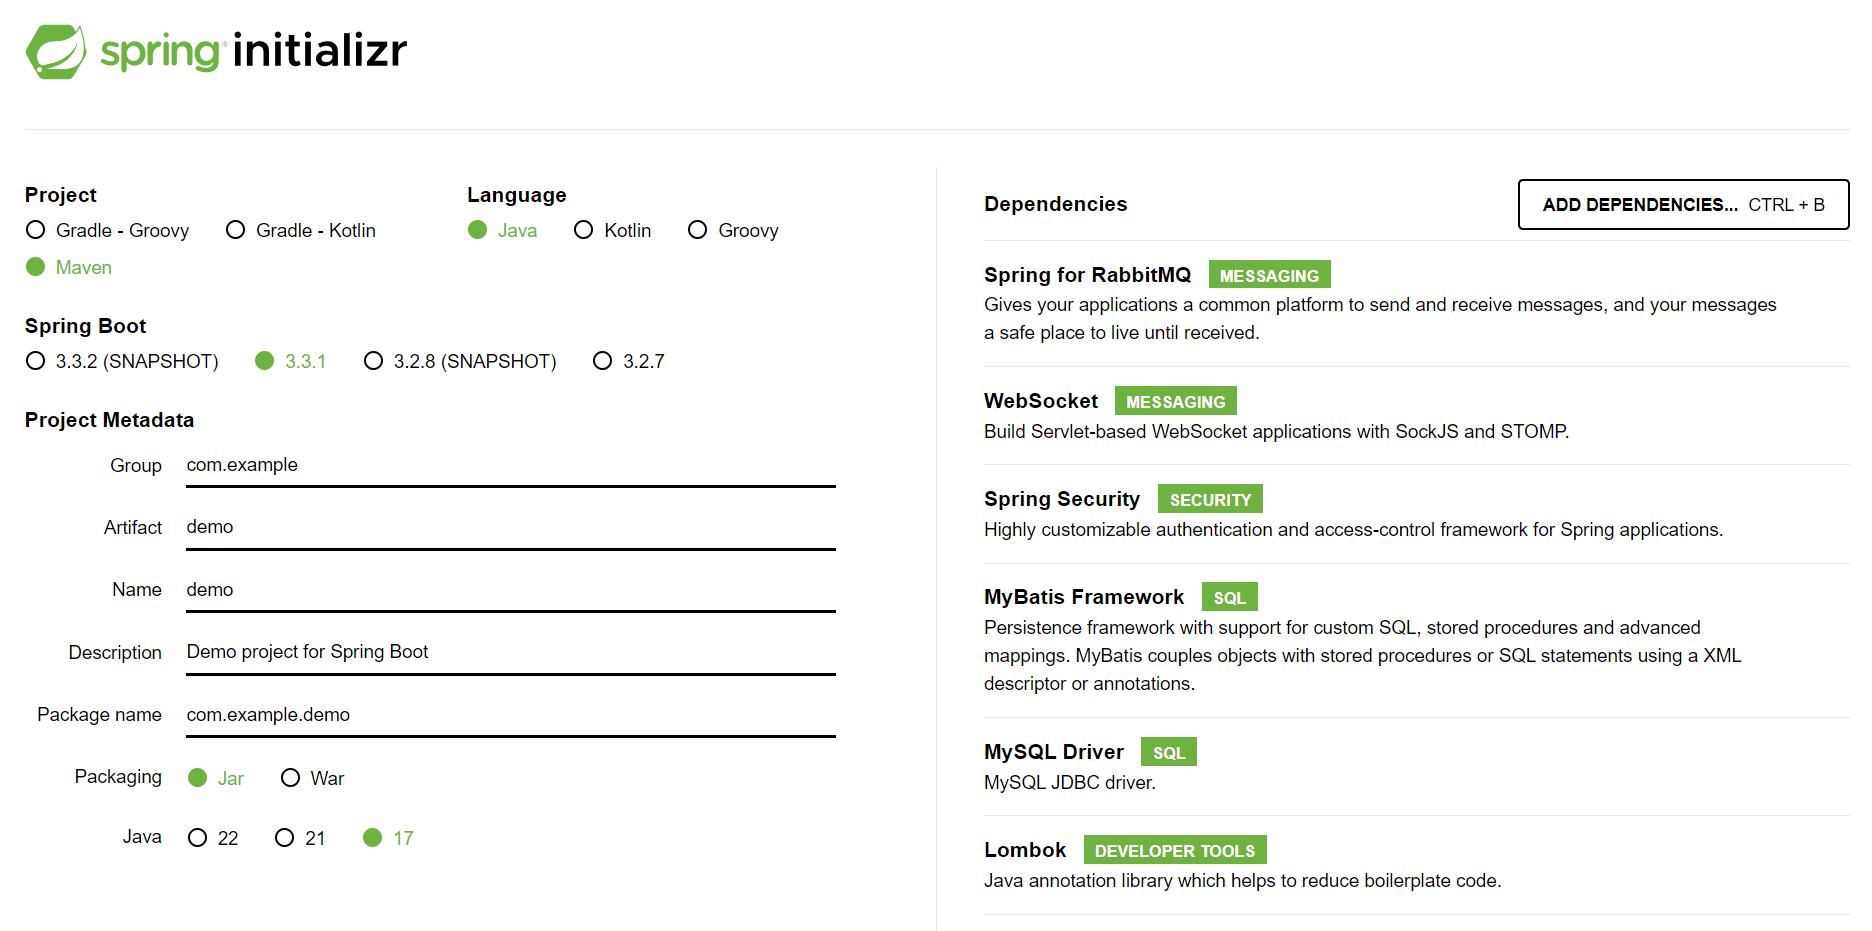 spring initializr
Project
Gradle - Groovy
Gradle - Kotlin
Maven
Language
Java
Kotlin
Groovy
Spring Boot
3.3.2 (SNAPSHOT)
3.3.1
3.2.8 (SNAPSHOT)
3.2.7
Project Metadata
Group com.example
Artifact demo
Name demo
Description Demo project for Spring Boot
Package name com.example.demo
Packaging Jar War
Java 22 21 17
Dependencies
ADD DEPENDENCIES... CTRL + B
Spring for RabbitMQ MESSAGING
Gives your applications a common platform to send and receive messages, and your messages
a safe place to live until received.
WebSocket MESSAGING
Build Servlet-based WebSocket applications with SockJS and STOMP.
Spring Security SECURITY
Highly customizable authentication and access-control framework for Spring applications.
MyBatis Framework SQL
Persistence framework with support for custom SQL, stored procedures and advanced
mappings. MyBatis couples objects with stored procedures or SQL statements using a XML
descriptor or annotations.
MySQL Driver SQL
MySQL JDBC driver.
Lombok DEVELOPER TOOLS
Java annotation library which helps to reduce boilerplate code.